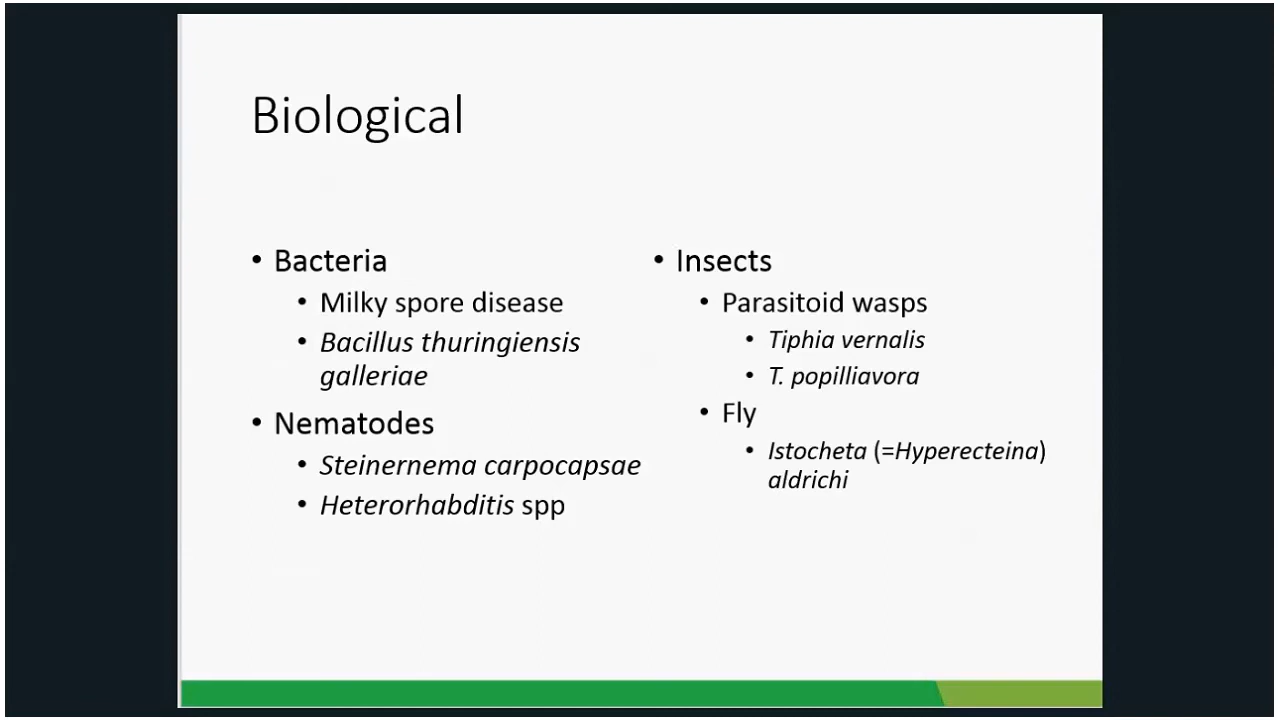 Biological
• Bacteria
• Milky spore disease
• Bacillus thuringiensis
galleriae
• Nematodes
• Steinernema carpocapsae
• Heterorhabditis spp
• Insects
• Parasitoid wasps
• Tiphia vernalis
• T. popilliavora
• Fly
• Istocheta (=Hyperecteina)
aldrichi